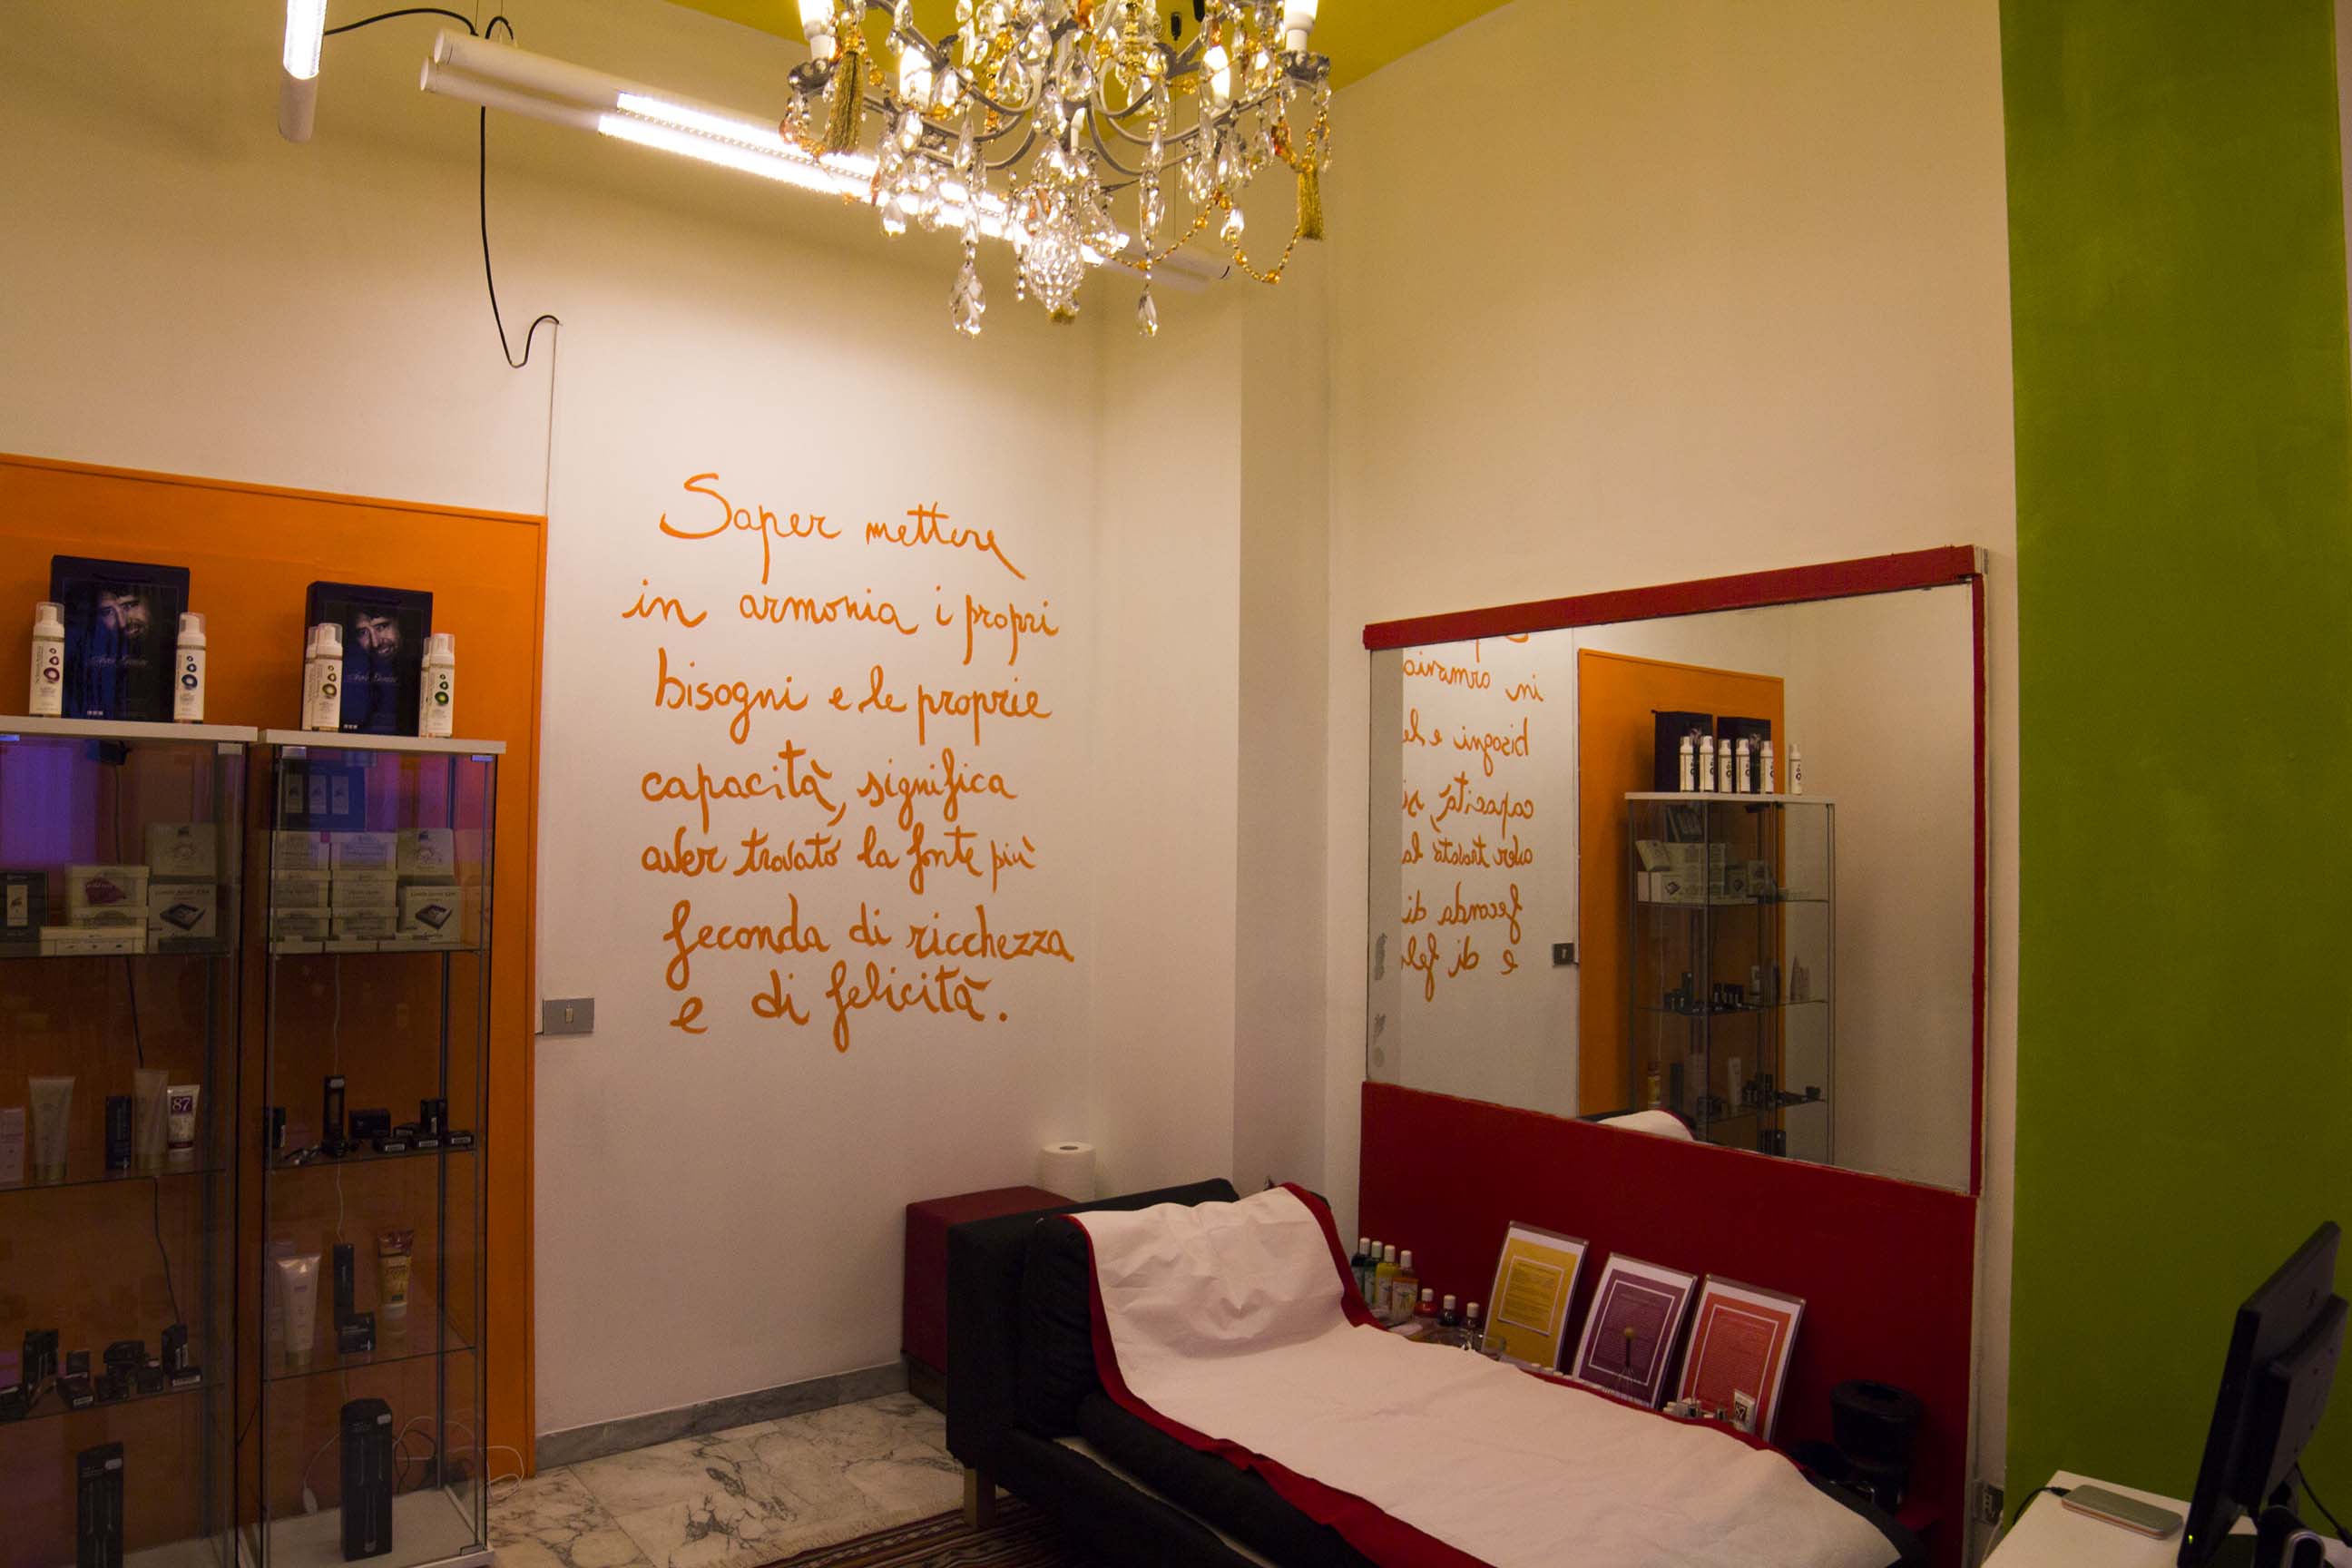 Saper mettere
in armonia i propri
bisogni e le proprie
capacità, significa
aver trovato la fonte più
feconda di ricchezza
e di felicità.
87
87